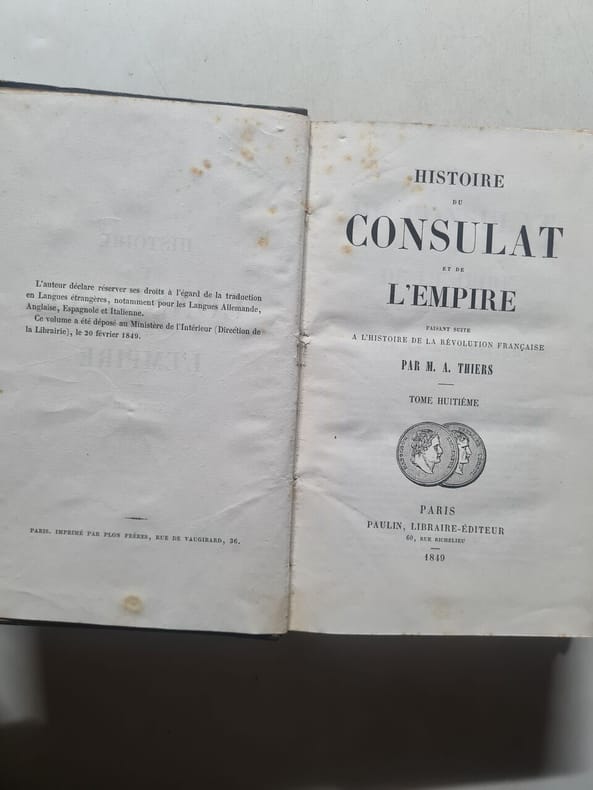 L'auteur déclare réserver ses droits à l'égard de la traduction
en Langues étrangères, notamment pour les Langues Allemande,
Anglaise, Espagnole et Italienne.
Ce volume a été déposé au Ministère de l'Intérieur (Direction de
la Librairie), le 20 février 1849.
PARIS. IMPRIMÉ PAR PLON FRÈRES, RUE DE VAUGIRARD, 36.
HISTOIRE
DU
CONSULAT
ET DE
L'EMPIRE
FAISANT SUITE
A L'HISTOIRE DE LA RÉVOLUTION FRANÇAISE
PAR M. A. THIERS
TOME HUITIÈME
PARIS
PAULIN, LIBRAIRE-ÉDITEUR
60, RUE RICHELIEU
1849